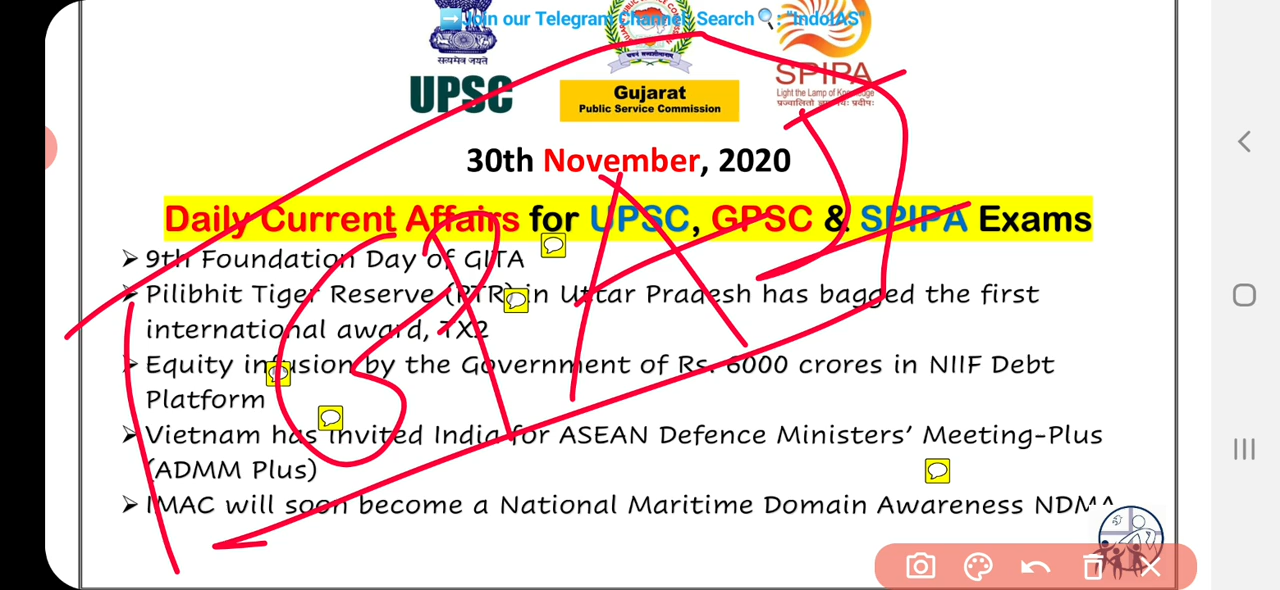 ➡Join our Telegram Channel, Search🔍: "IndoIAS"
सत्यमेव जयते
UPSC
Gujarat
Public Service Commission
SPIPA
Light the Lamp of Knowledge
30th November, 2020
Daily Current Affairs for UPSC, GPSC & SPIPA Exams
➤ 9th Foundation Day of GITA
➤ Pilibhit Tiger Reserve (PTR) in Uttar Pradesh has bagged the first
international award, TX2
➤ Equity infusion by the Government of Rs. 6000 crores in NIIF Debt
Platform
➤ Vietnam has invited India for ASEAN Defence Ministers' Meeting-Plus
(ADMM Plus)
➤ IMAC will soon become a National Maritime Domain Awareness NDMA